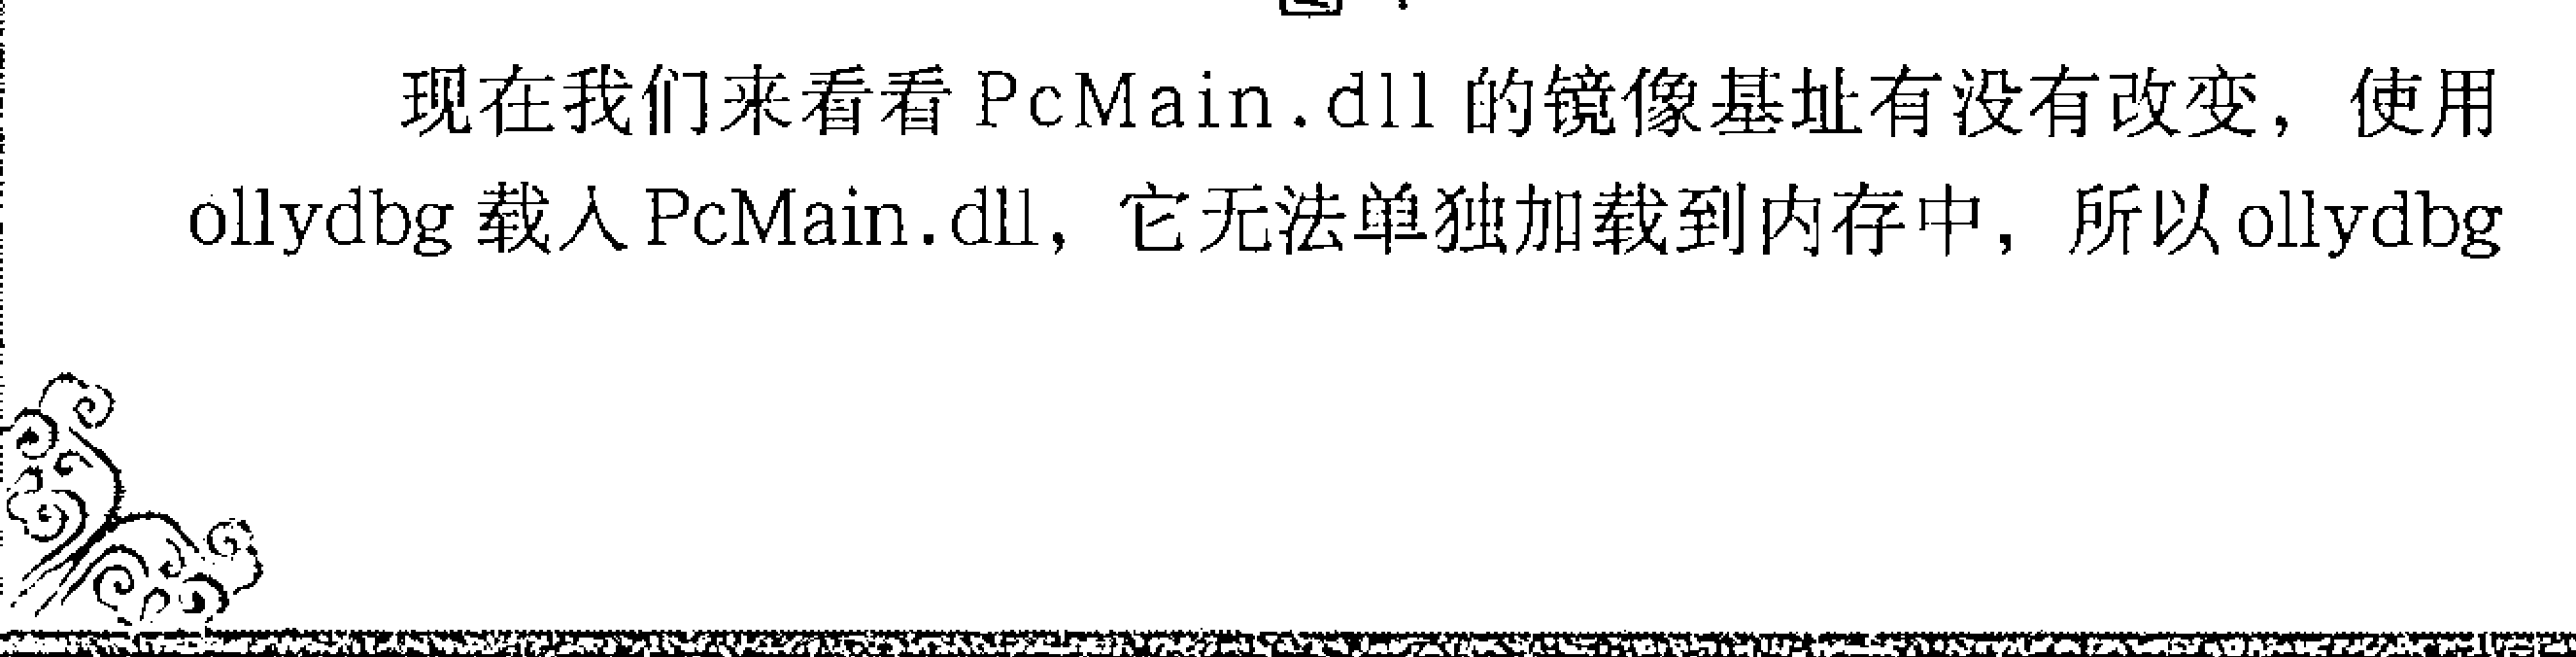 现在我们来看看 PcMain.dll 的镜像基址有没有改变，使用
ollydbg 载入 PcMain.dll，它无法单独加载到内存中，所以 ollydbg